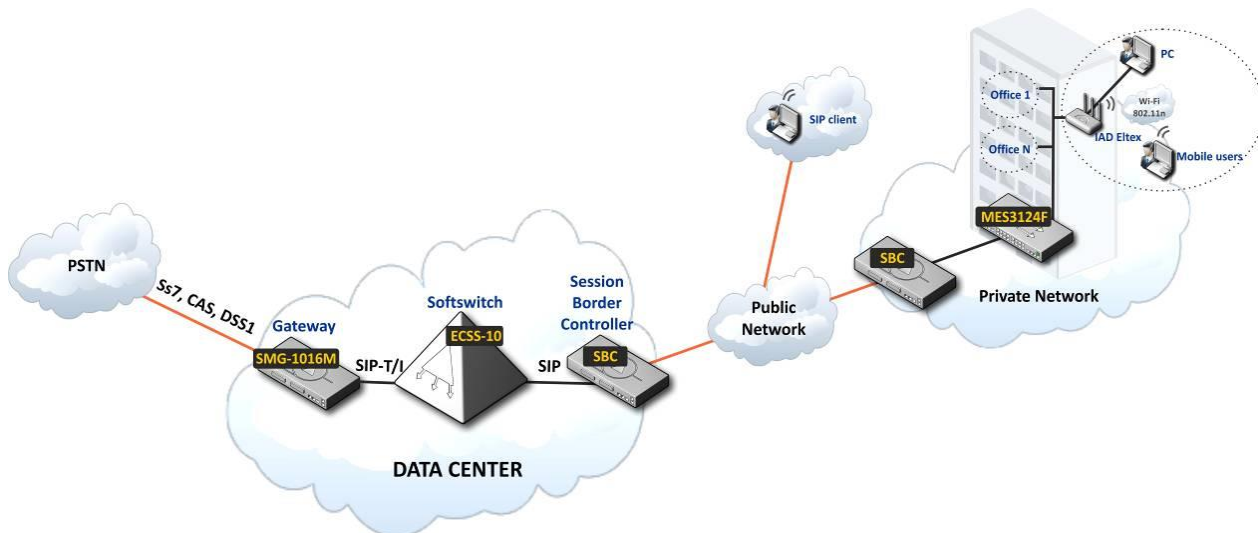 PSTN
Ss7, CAS, DSS1
Gateway
SMG-1016M
SIP-T/I
Softswitch
ECSS-10
SIP
Session
Border
Controller
SBC
DATA CENTER
SIP client
Public
Network
SBC
Private Network
MES3124F
Office 1
Office N
PC
Wi-Fi
802.11n
IAD Eltex
Mobile users